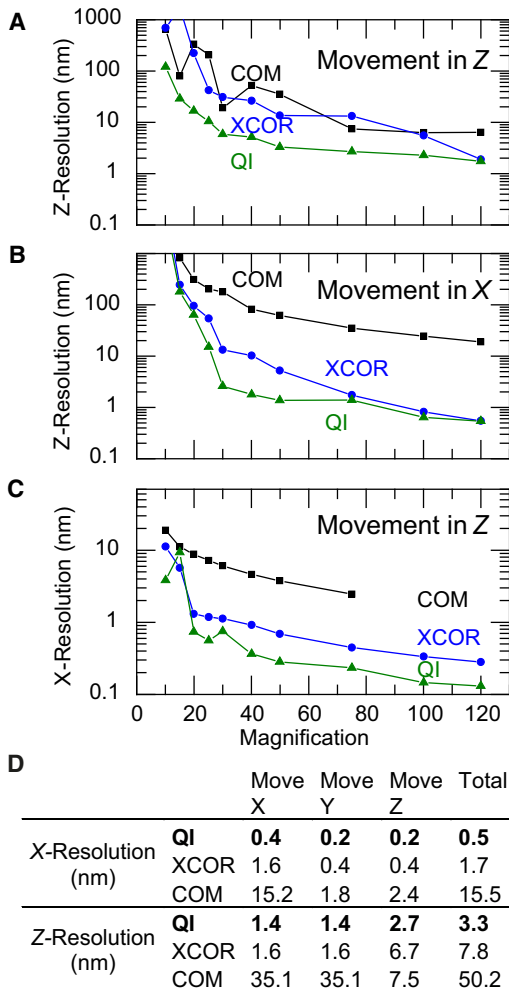 A
Movement in Z
1000
100
10
1
0.1
Z-Resolution (nm)
COM
XCOR
QI
B
Movement in X
100
10
1
0.1
Z-Resolution (nm)
COM
XCOR
QI
C
Movement in Z
10
1
0.1
X-Resolution (nm)
COM
XCOR
QI
0 20 40 60 80 100 120
Magnification
D
Move X Move Y Move Z Total
X-Resolution (nm)
QI 0.4 0.2 0.2 0.5
XCOR 1.6 0.4 0.4 1.7
COM 15.2 1.8 2.4 15.5
Z-Resolution (nm)
QI 1.4 1.4 2.7 3.3
XCOR 1.6 1.6 6.7 7.8
COM 35.1 35.1 7.5 50.2